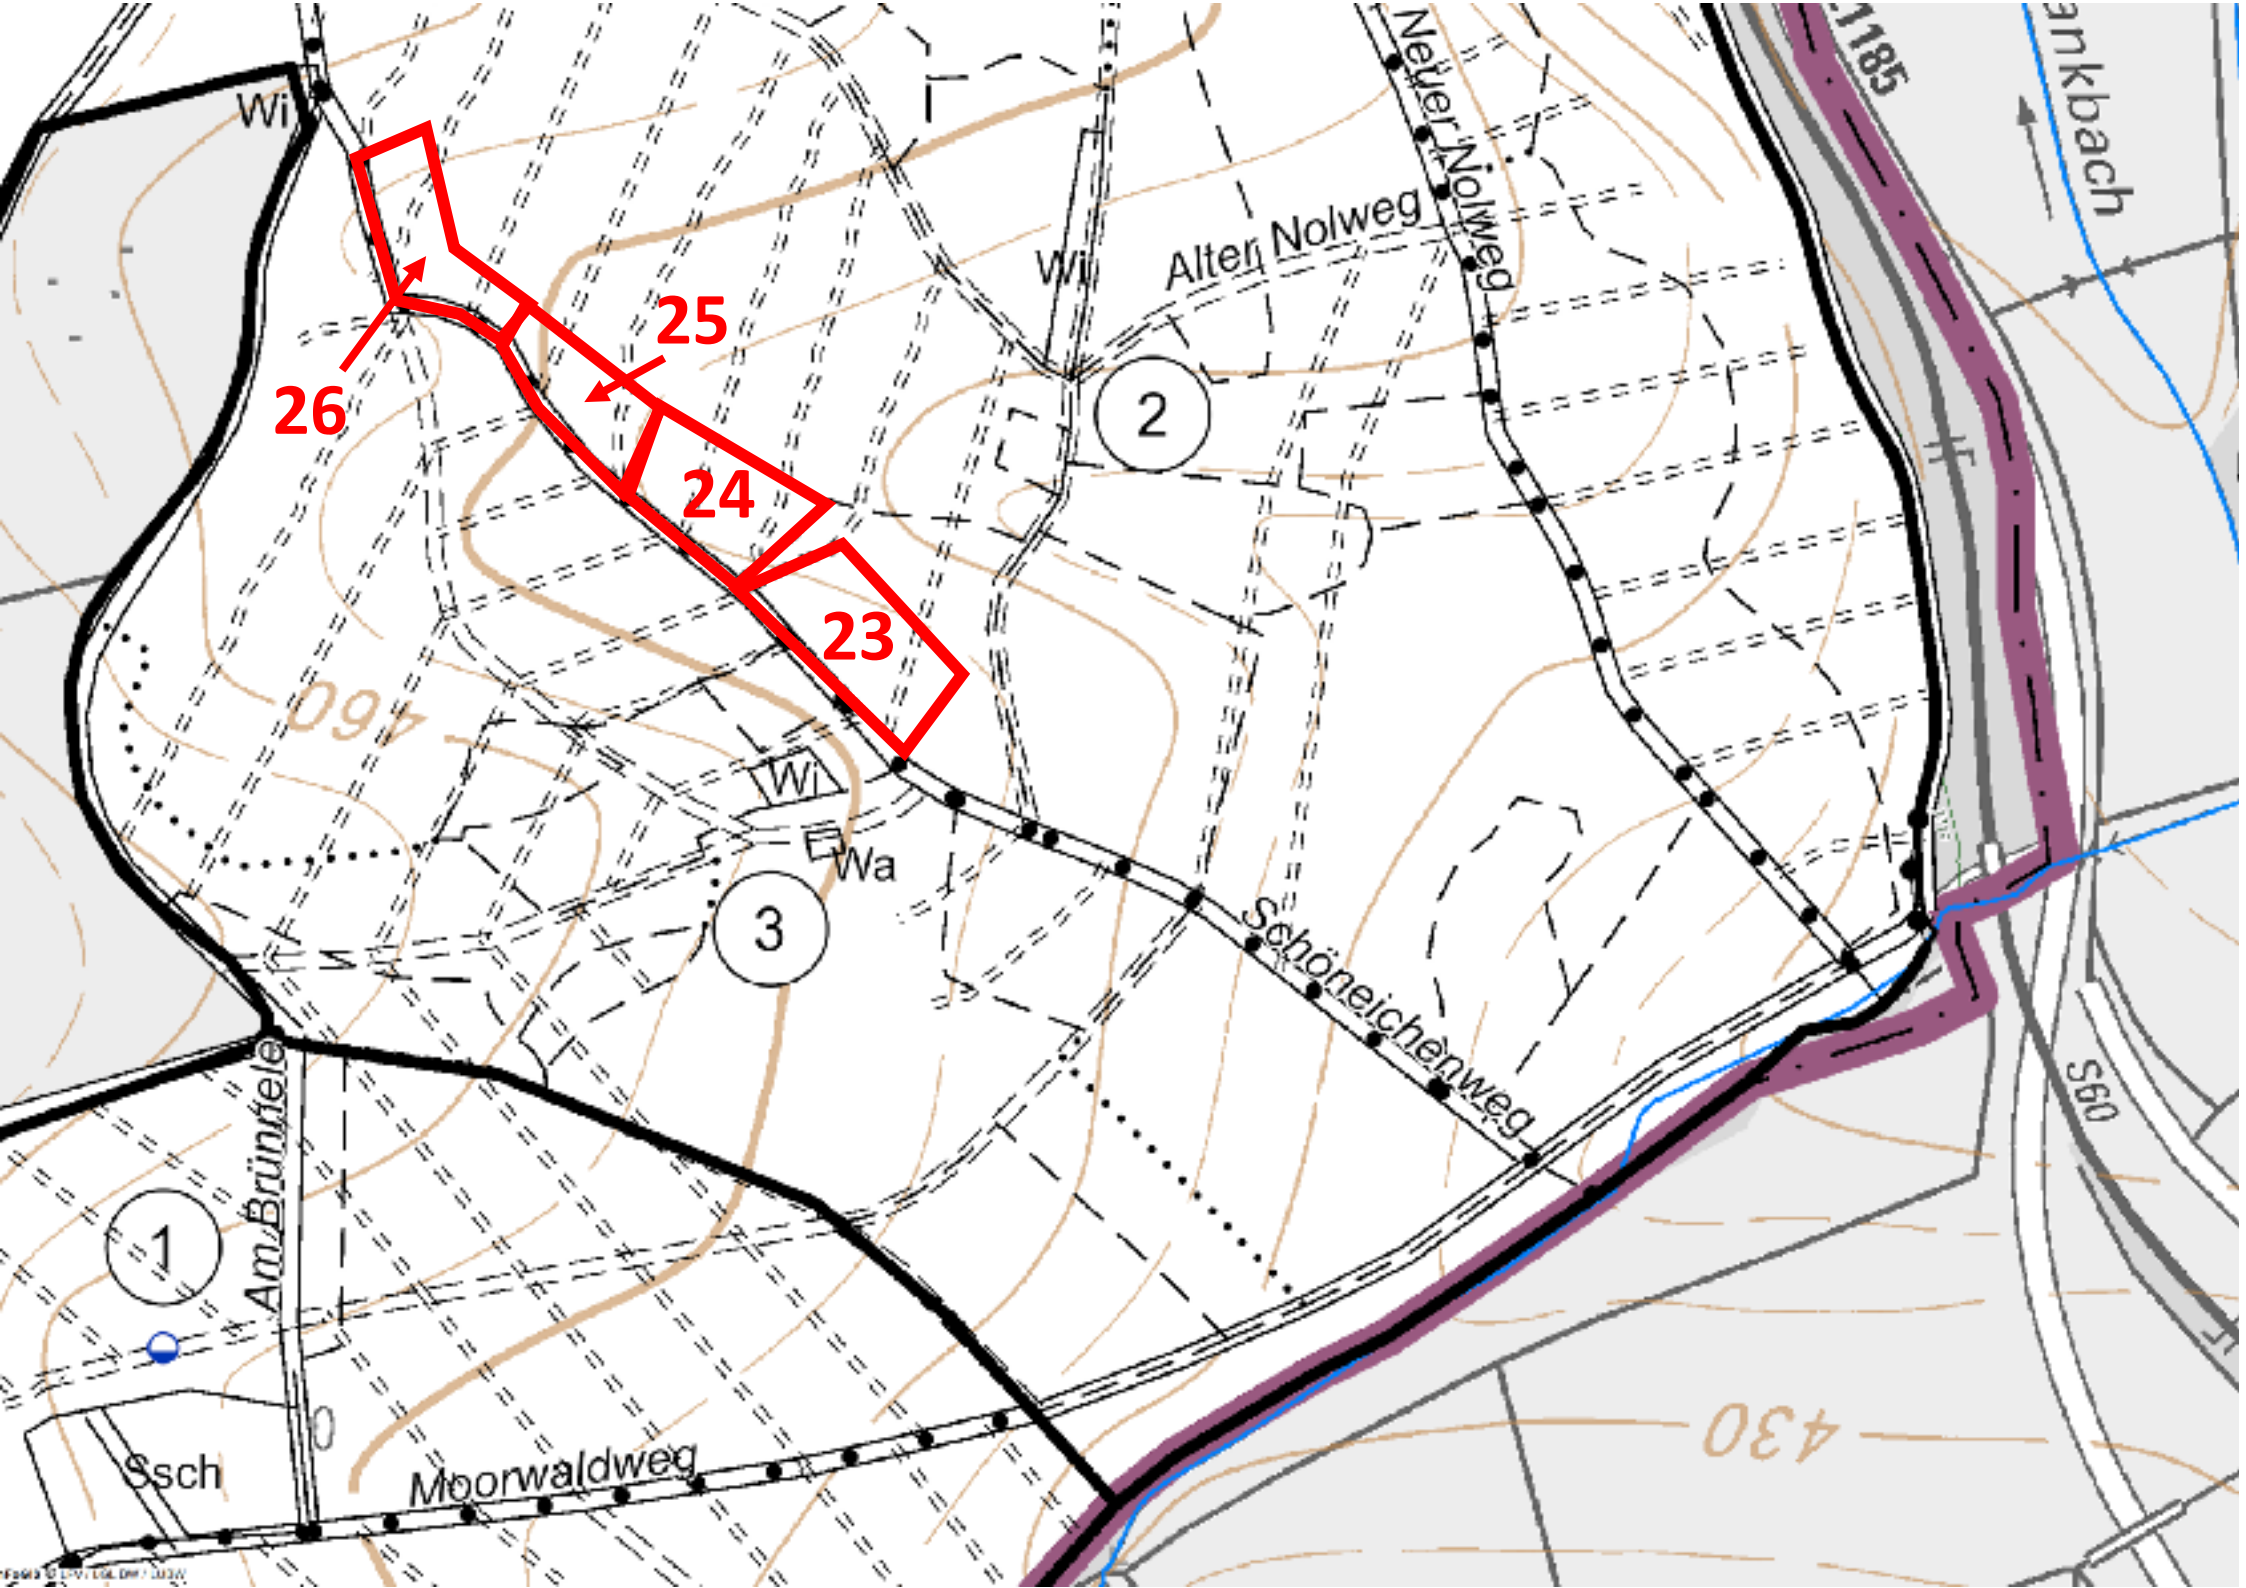 Wi
Neuer Nolweg
L1185
ankbach
Alter Nolweg
Wi
25
26
2
24
23
460
Wi
Wa
3
Schöneichenweg
S60
Am Brünnele
1
430
Ssch
Moorwaldweg